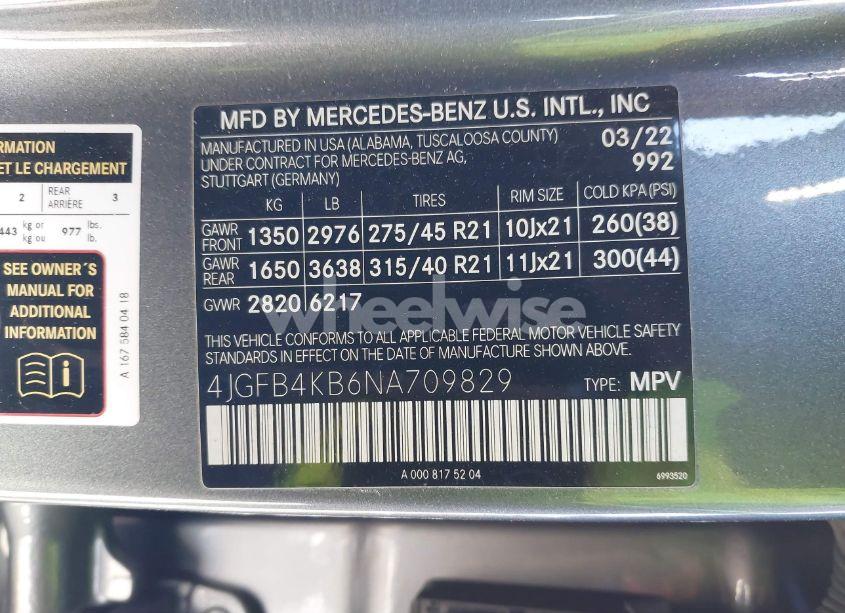 RMATION
ET LE CHARGEMENT
2 REAR ARRIÈRE 3
443 kg or kg ou 977 lbs. lb.
SEE OWNER´S
MANUAL FOR
ADDITIONAL
INFORMATION
A 167 584 04 18
MFD BY MERCEDES-BENZ U.S. INTL., INC
MANUFACTURED IN USA (ALABAMA, TUSCALOOSA COUNTY) 03/22
UNDER CONTRACT FOR MERCEDES-BENZ AG, 992
STUTTGART (GERMANY)
KG LB TIRES RIM SIZE COLD KPA(PSI)
GAWR FRONT 1350 2976 275/45 R21 10Jx21 260(38)
GAWR REAR 1650 3638 315/40 R21 11Jx21 300(44)
GVWR 2820 6217
wheelwise
THIS VEHICLE CONFORMS TO ALL APPLICABLE FEDERAL MOTOR VEHICLE SAFETY
STANDARDS IN EFFECT ON THE DATE OF MANUFACTURE SHOWN ABOVE.
4JGFB4KB6NA709829 TYPE: MPV
A 000 817 52 04 6993520